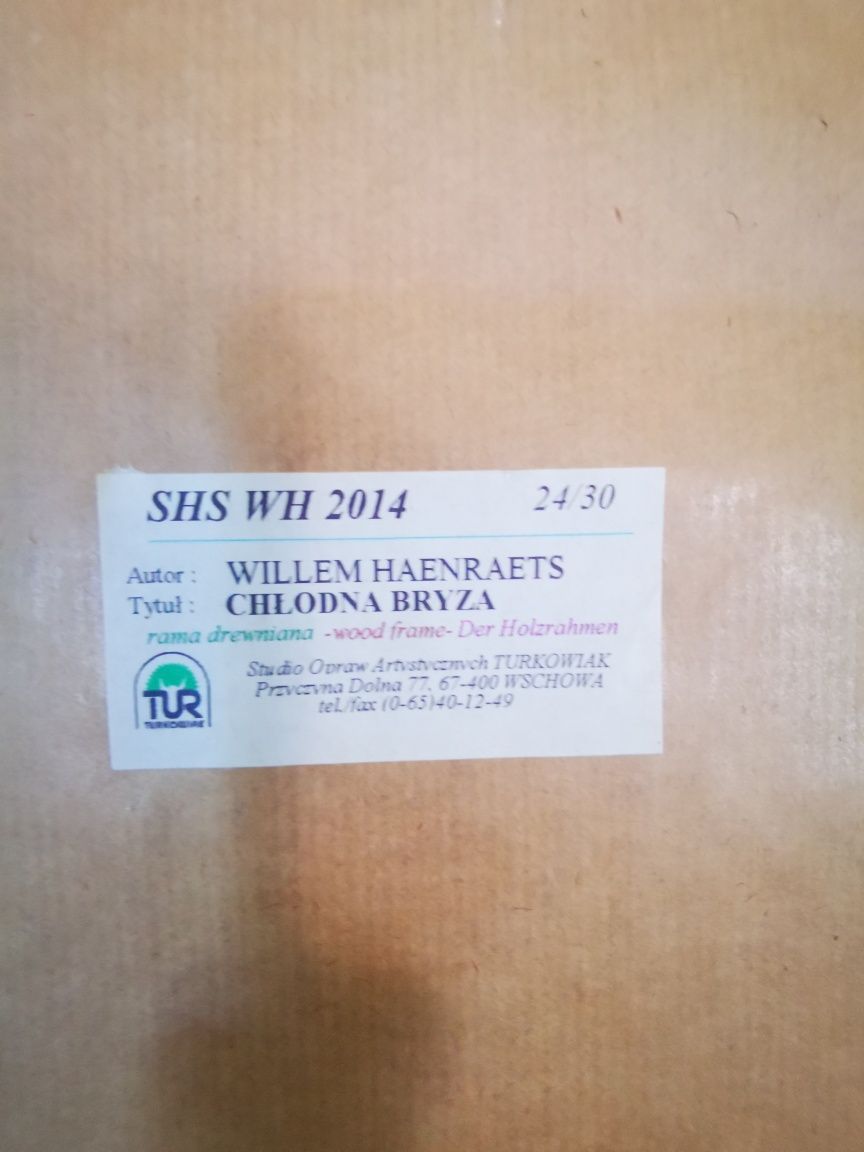 SHS WH 2014 24/30
Autor : WILLEM HAENRAETS
Tytuł : CHŁODNA BRYZA
rama drewniana -wood frame- Der Holzrahmen
Studio Opraw Artystycznych TURKOWIAK
Przyczyna Dolna 77, 67-400 WSCHOWA
tel./fax (0-65)40-12-49
TUR
TURKOWIAK